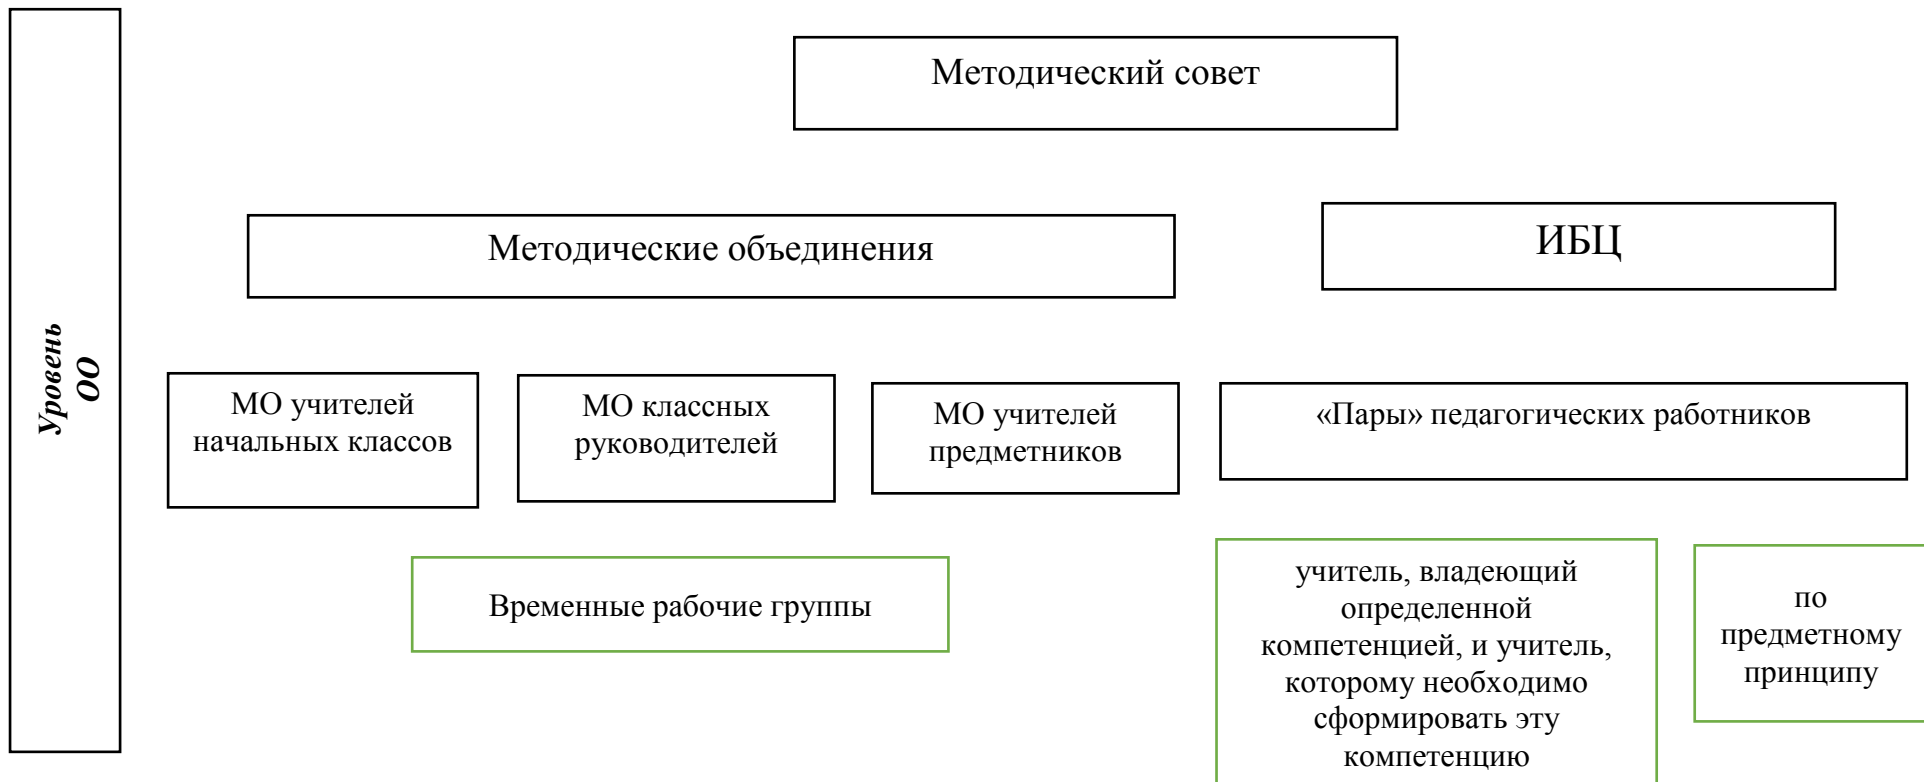 Методический совет
Методические объединения
ИБЦ
Уровень
ОО
МО учителей
начальных классов
МО классных
руководителей
МО учителей
предметников
«Пары» педагогических работников
Временные рабочие группы
учитель, владеющий
определенной
компетенцией, и учитель,
которому необходимо
сформировать эту
компетенцию
по
предметному
принципу